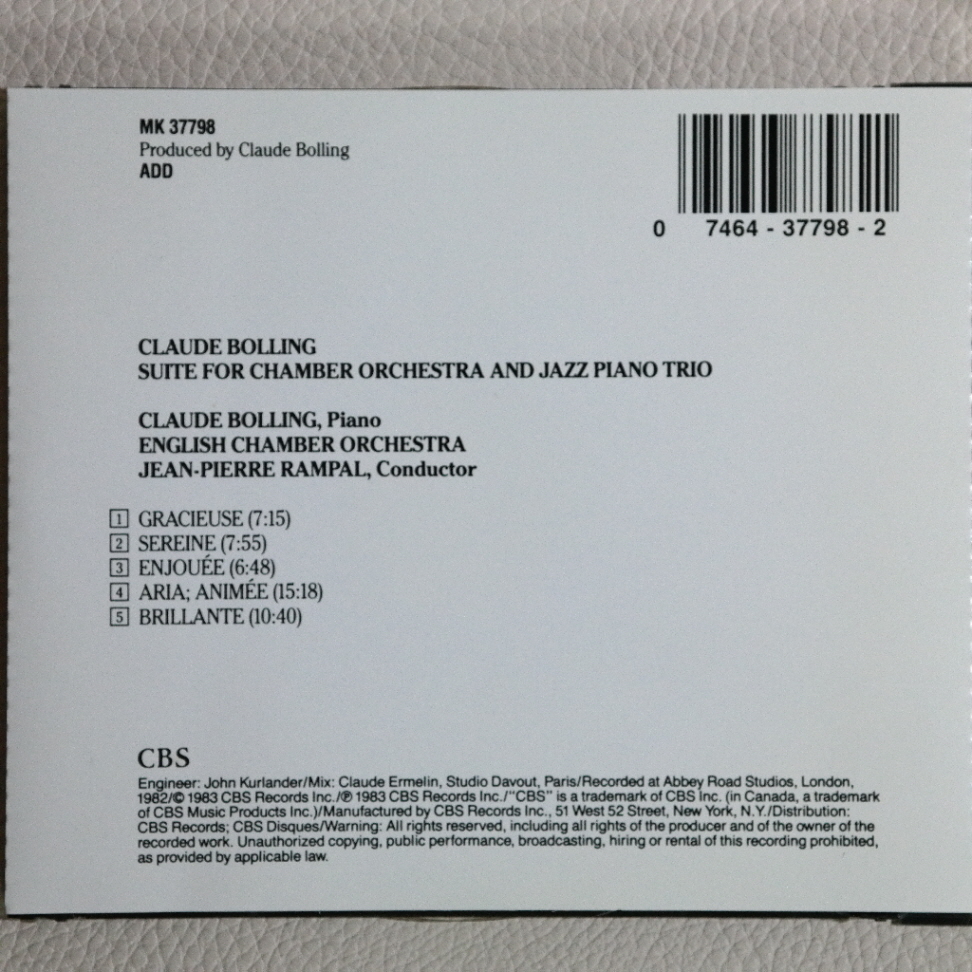 MK 37798
Produced by Claude Bolling
ADD
0 7464 - 37798 - 2
CLAUDE BOLLING
SUITE FOR CHAMBER ORCHESTRA AND JAZZ PIANO TRIO
CLAUDE BOLLING, Piano
ENGLISH CHAMBER ORCHESTRA
JEAN-PIERRE RAMPAL, Conductor
1 GRACIEUSE (7:15)
2 SEREINE (7:55)
3 ENJOUÉE (6:48)
4 ARIA; ANIMÉE (15:18)
5 BRILLANTE (10:40)
CBS
Engineer: John Kurlander/Mix: Claude Ermelin, Studio Davout, Paris/Recorded at Abbey Road Studios, London,
1982/© 1983 CBS Records Inc./℗ 1983 CBS Records Inc./"CBS" is a trademark of CBS Inc. (in Canada, a trademark
of CBS Music Products Inc.)/Manufactured by CBS Records Inc., 51 West 52 Street, New York, N.Y./Distribution:
CBS Records; CBS Disques/Warning: All rights reserved, including all rights of the producer and of the owner of the
recorded work. Unauthorized copying, public performance, broadcasting, hiring or rental of this recording prohibited,
as provided by applicable law.